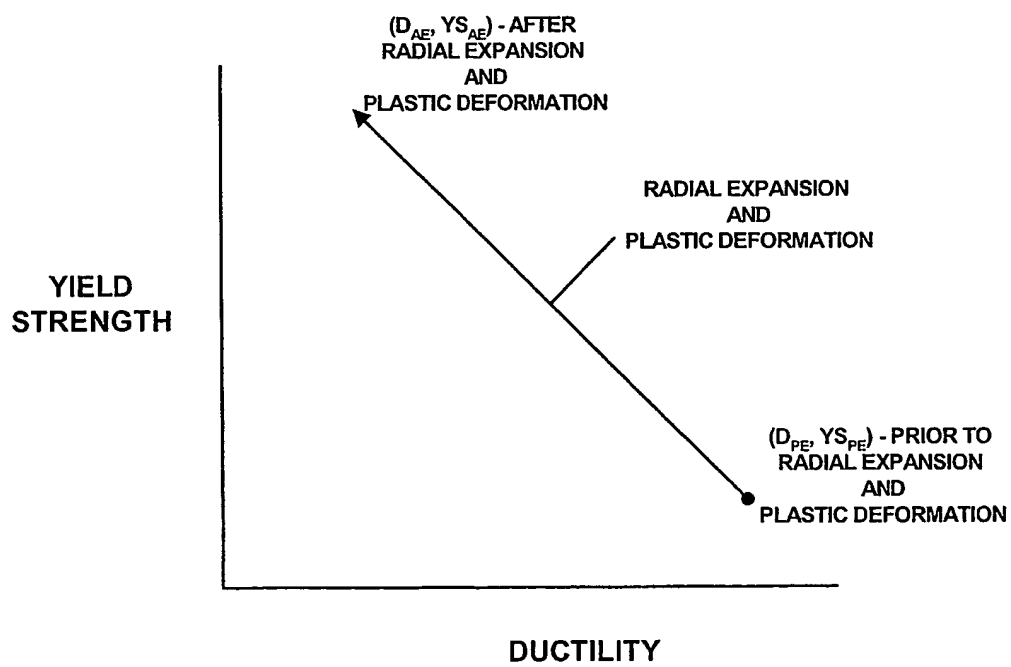 (D_AE, YS_AE) - AFTER
RADIAL EXPANSION
AND
PLASTIC DEFORMATION
RADIAL EXPANSION
AND
PLASTIC DEFORMATION
YIELD
STRENGTH
(D_PE, YS_PE) - PRIOR TO
RADIAL EXPANSION
AND
PLASTIC DEFORMATION
DUCTILITY